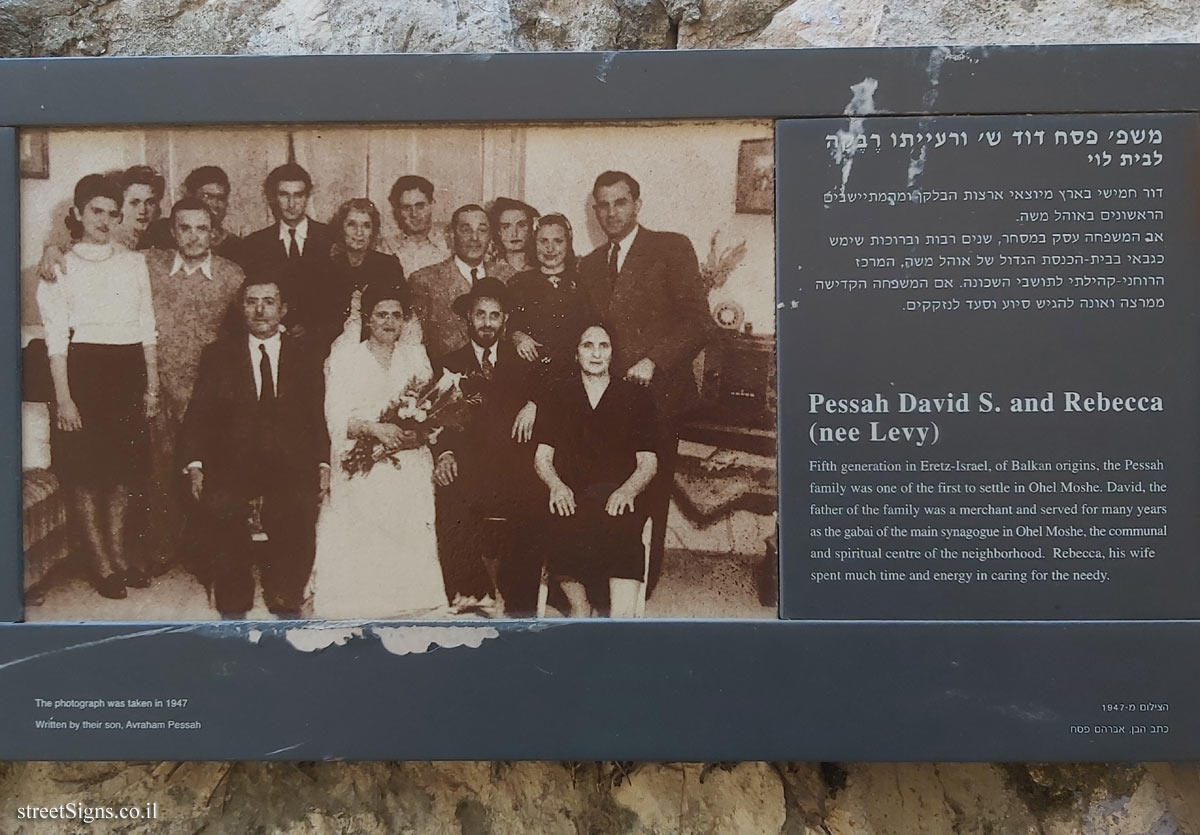 משפ׳ פסח דוד ש׳ ורעייתו רִבְקָה
לבית לוי
דור חמישי בארץ מיוצאי ארצות הבלקן ומהמתיישבים
הראשונים באוהל משה.
אב המשפחה עסק במסחר, שנים רבות וברוכות שימש
כגבאי בבית-הכנסת הגדול של אוהל משה, המרכז
הרוחני-קהילתי לתושבי השכונה. אם המשפחה הקדישה
ממרצה ואונה להגיש סיוע וסעד לנזקקים.
Pessah David S. and Rebecca
(nee Levy)
Fifth generation in Eretz-Israel, of Balkan origins, the Pessah
family was one of the first to settle in Ohel Moshe. David, the
father of the family was a merchant and served for many years
as the gabai of the main synagogue in Ohel Moshe, the communal
and spiritual centre of the neighborhood. Rebecca, his wife
spent much time and energy in caring for the needy.
The photograph was taken in 1947
Written by their son, Avraham Pessah
הצילום מ-1947
כתב הבן, אברהם פסח
streetSigns.co.il